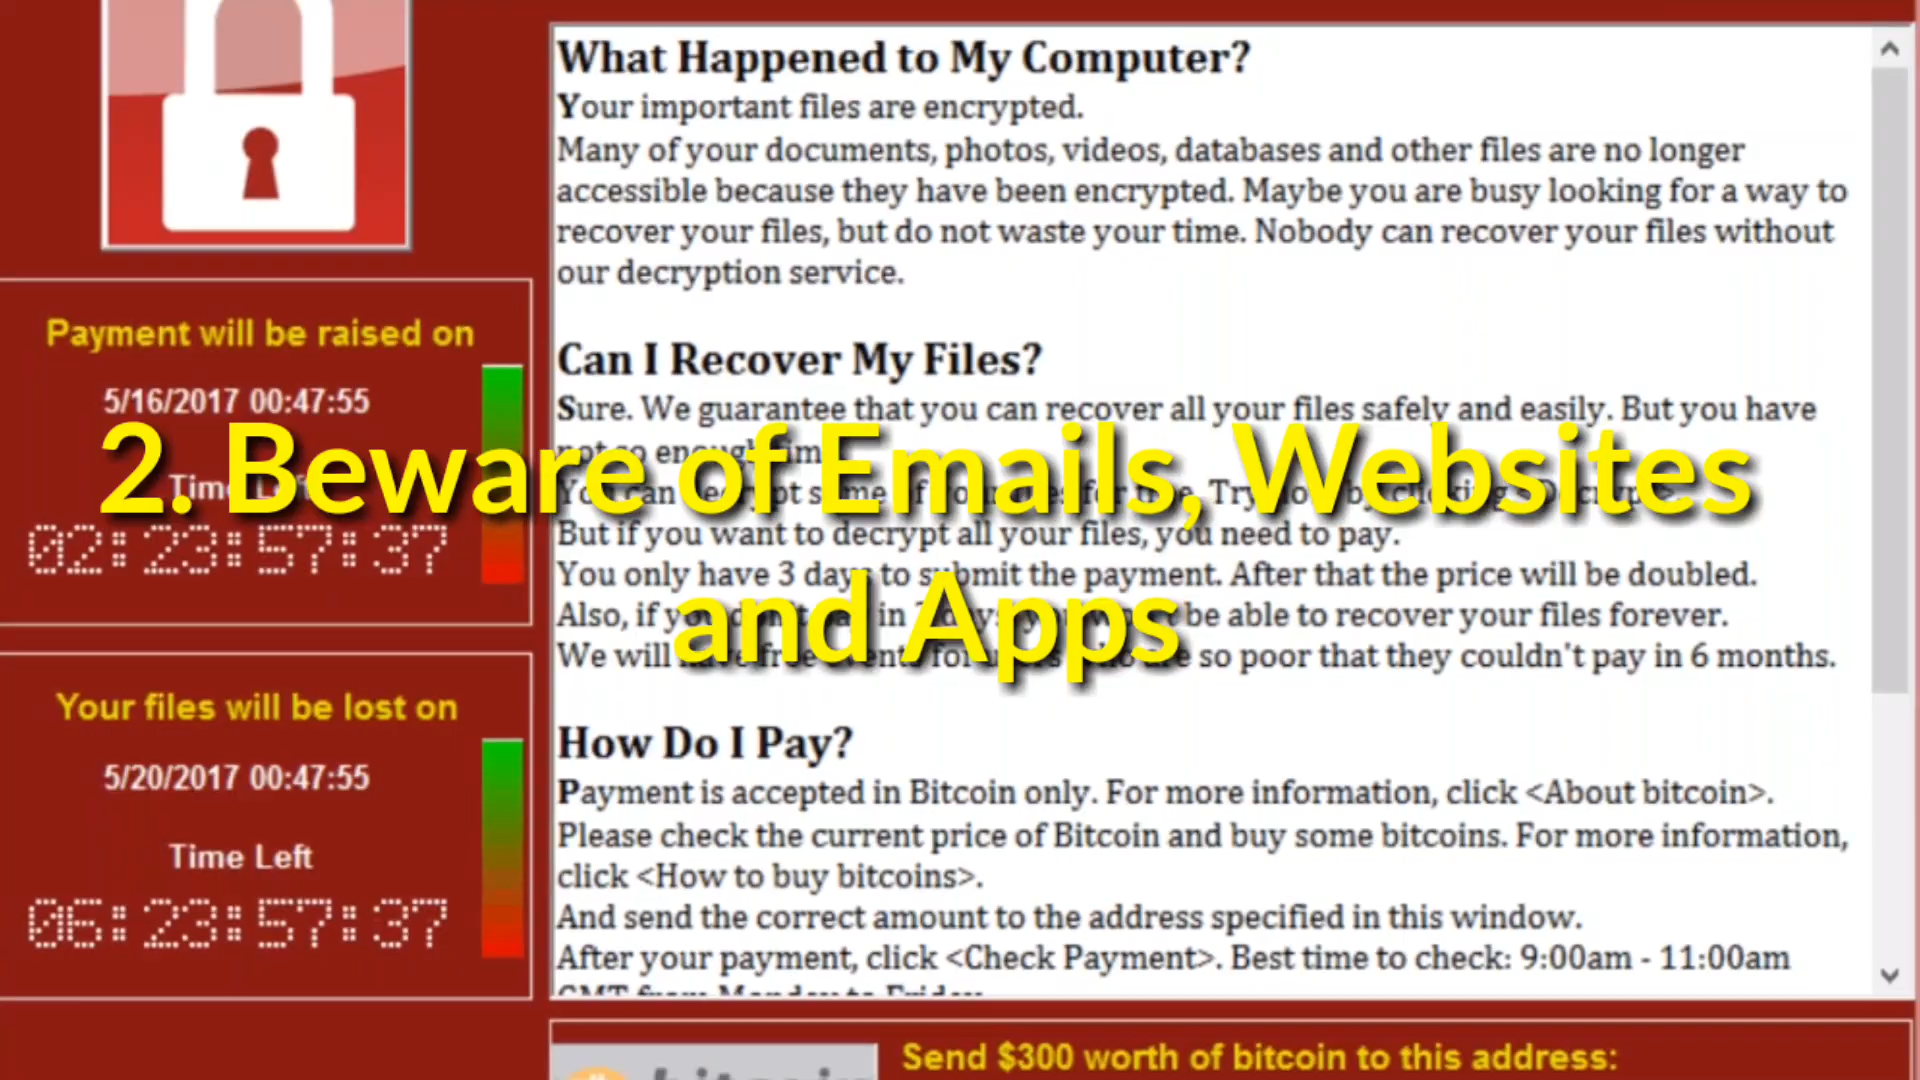 What Happened to My Computer?
Your important files are encrypted.
Many of your documents, photos, videos, databases and other files are no longer
accessible because they have been encrypted. Maybe you are busy looking for a way to
recover your files, but do not waste your time. Nobody can recover your files without
our decryption service.
Can I Recover My Files?
Sure. We guarantee that you can recover all your files safely and easily. But you have
But if you want to decrypt all your files, you need to pay.
You only have 3 days to submit the payment. After that the price will be doubled.
Also, if be able to recover your files forever.
We will so poor that they couldn't pay in 6 months.
How Do I Pay?
Payment is accepted in Bitcoin only. For more information, click <About bitcoin>.
Please check the current price of Bitcoin and buy some bitcoins. For more information,
click <How to buy bitcoins>.
And send the correct amount to the address specified in this window.
After your payment, click <Check Payment>. Best time to check: 9:00am - 11:00am
GMT from Monday to Friday
Payment will be raised on
5/16/2017 00:47:55
Time Left
02:23:57:37
Your files will be lost on
5/20/2017 00:47:55
Time Left
06:23:57:37
2. Beware of Emails, Websites
and Apps
Send $300 worth of bitcoin to this address:
bitcoin